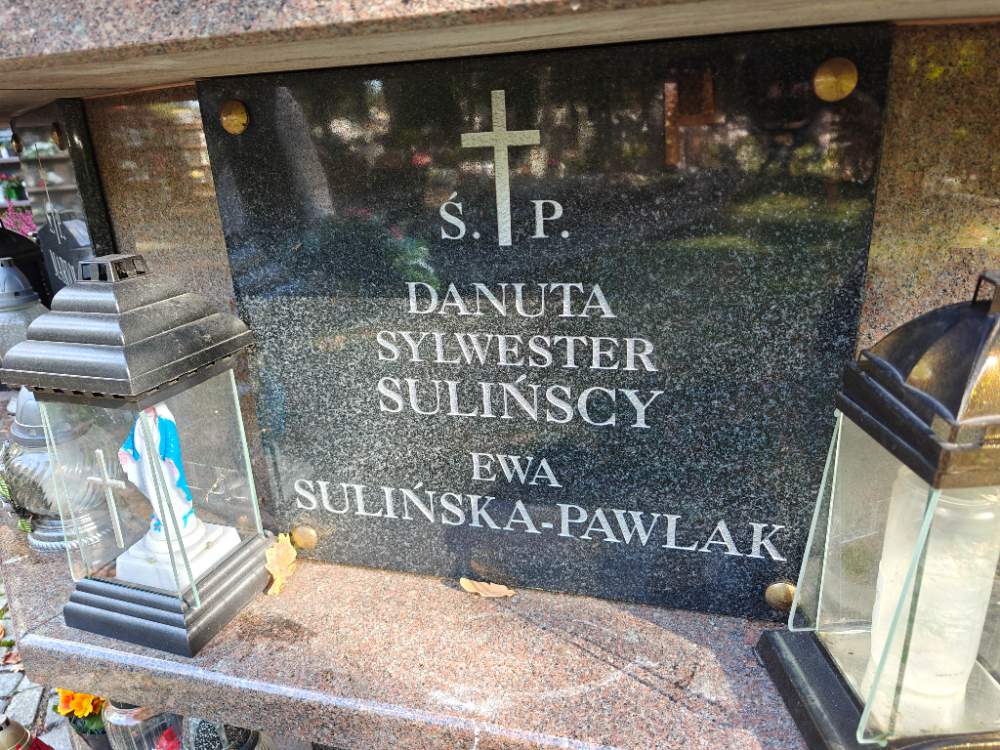 Ś. P.
DANUTA
SYLWESTER
SULIŃSCY
EWA
SULIŃSKA-PAWLAK